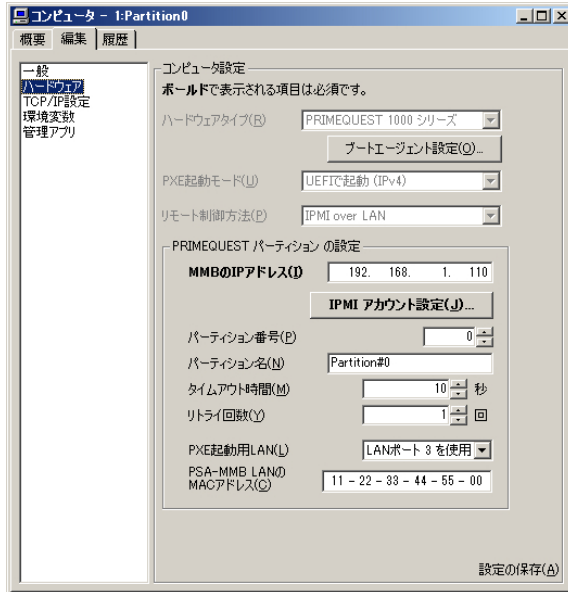 コンピュータ - 1:Partition0
概要 編集 履歴
一般
ハードウェア
TCP/IP設定
環境変数
管理アプリ
コンピュータ設定
ボールドで表示される項目は必須です。
ハードウェアタイプ(R) PRIMEQUEST 1000 シリーズ
ブートエージェント設定(O)...
PXE起動モード(U) UEFIで起動 (IPv4)
リモート制御方法(P) IPMI over LAN
PRIMEQUEST パーティション の設定
MMBのIPアドレス(I) 192. 168. 1. 110
IPMI アカウント設定(J)...
パーティション番号(P) 0
パーティション名(N) Partition#0
タイムアウト時間(M) 10 秒
リトライ回数(Y) 1 回
PXE起動用LAN(L) LANポート 3 を使用
PSA-MMB LANの
MACアドレス(C) 11 - 22 - 33 - 44 - 55 - 00
設定の保存(A)